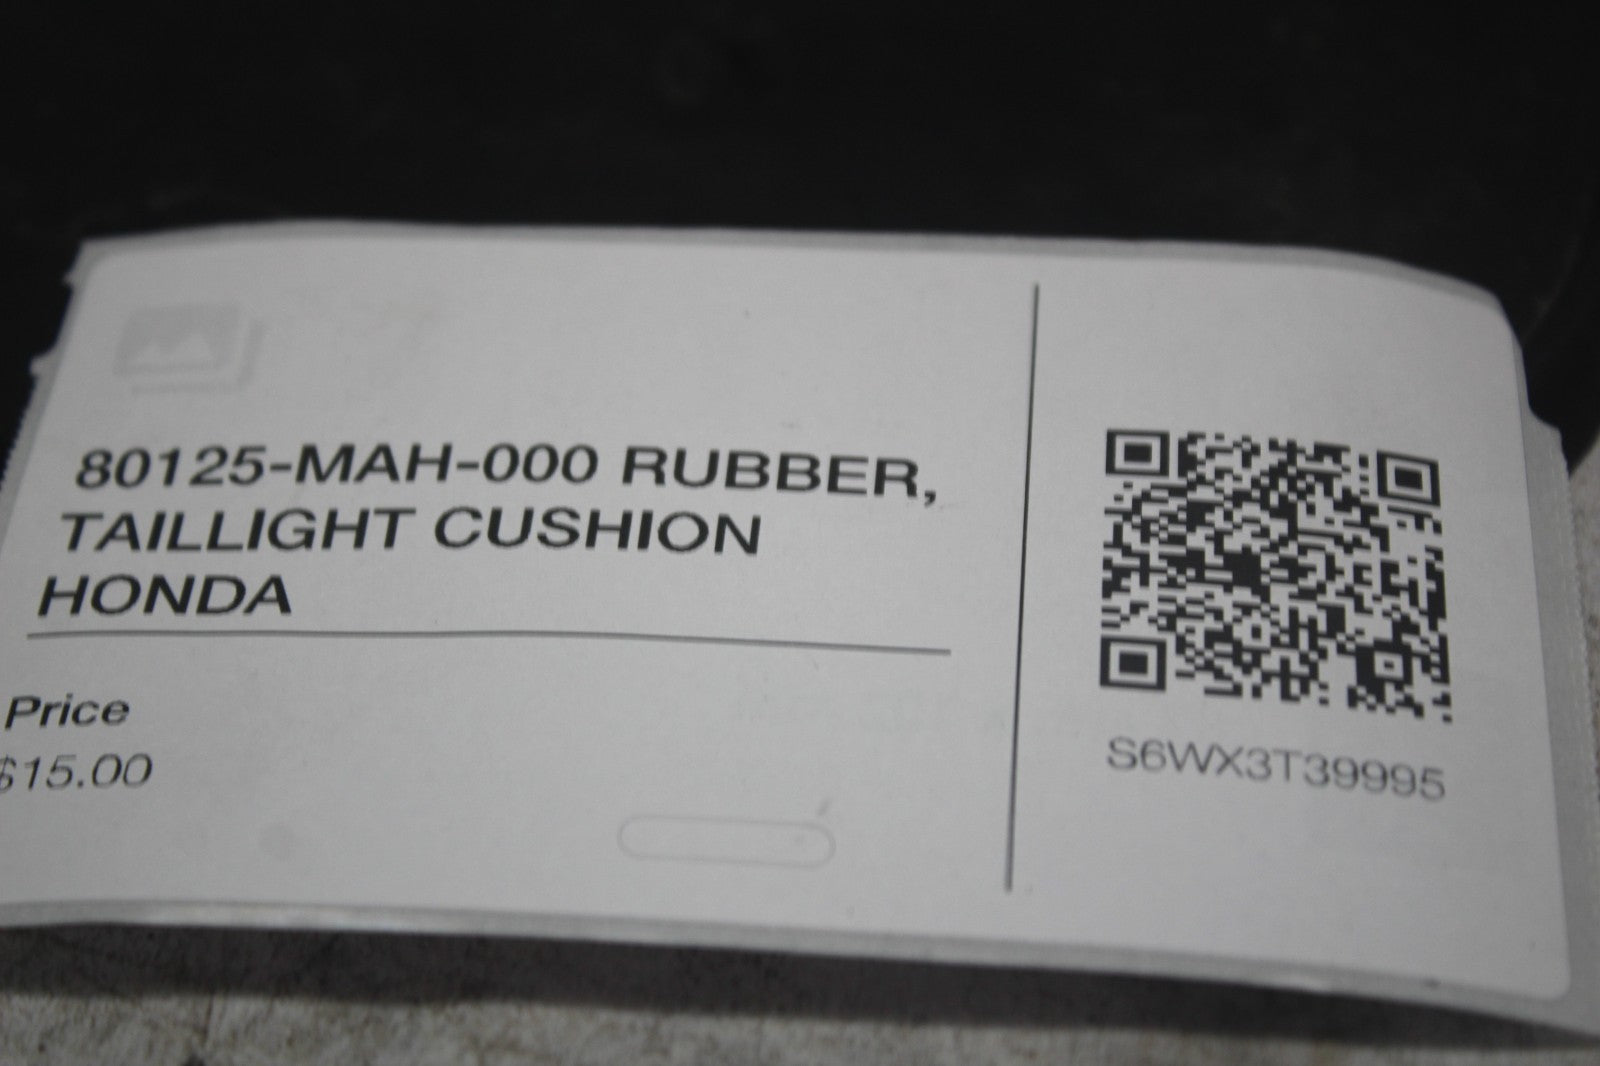 80125-MAH-000 RUBBER,
TAILLIGHT CUSHION
HONDA
Price
$15.00
S6WX3T39995